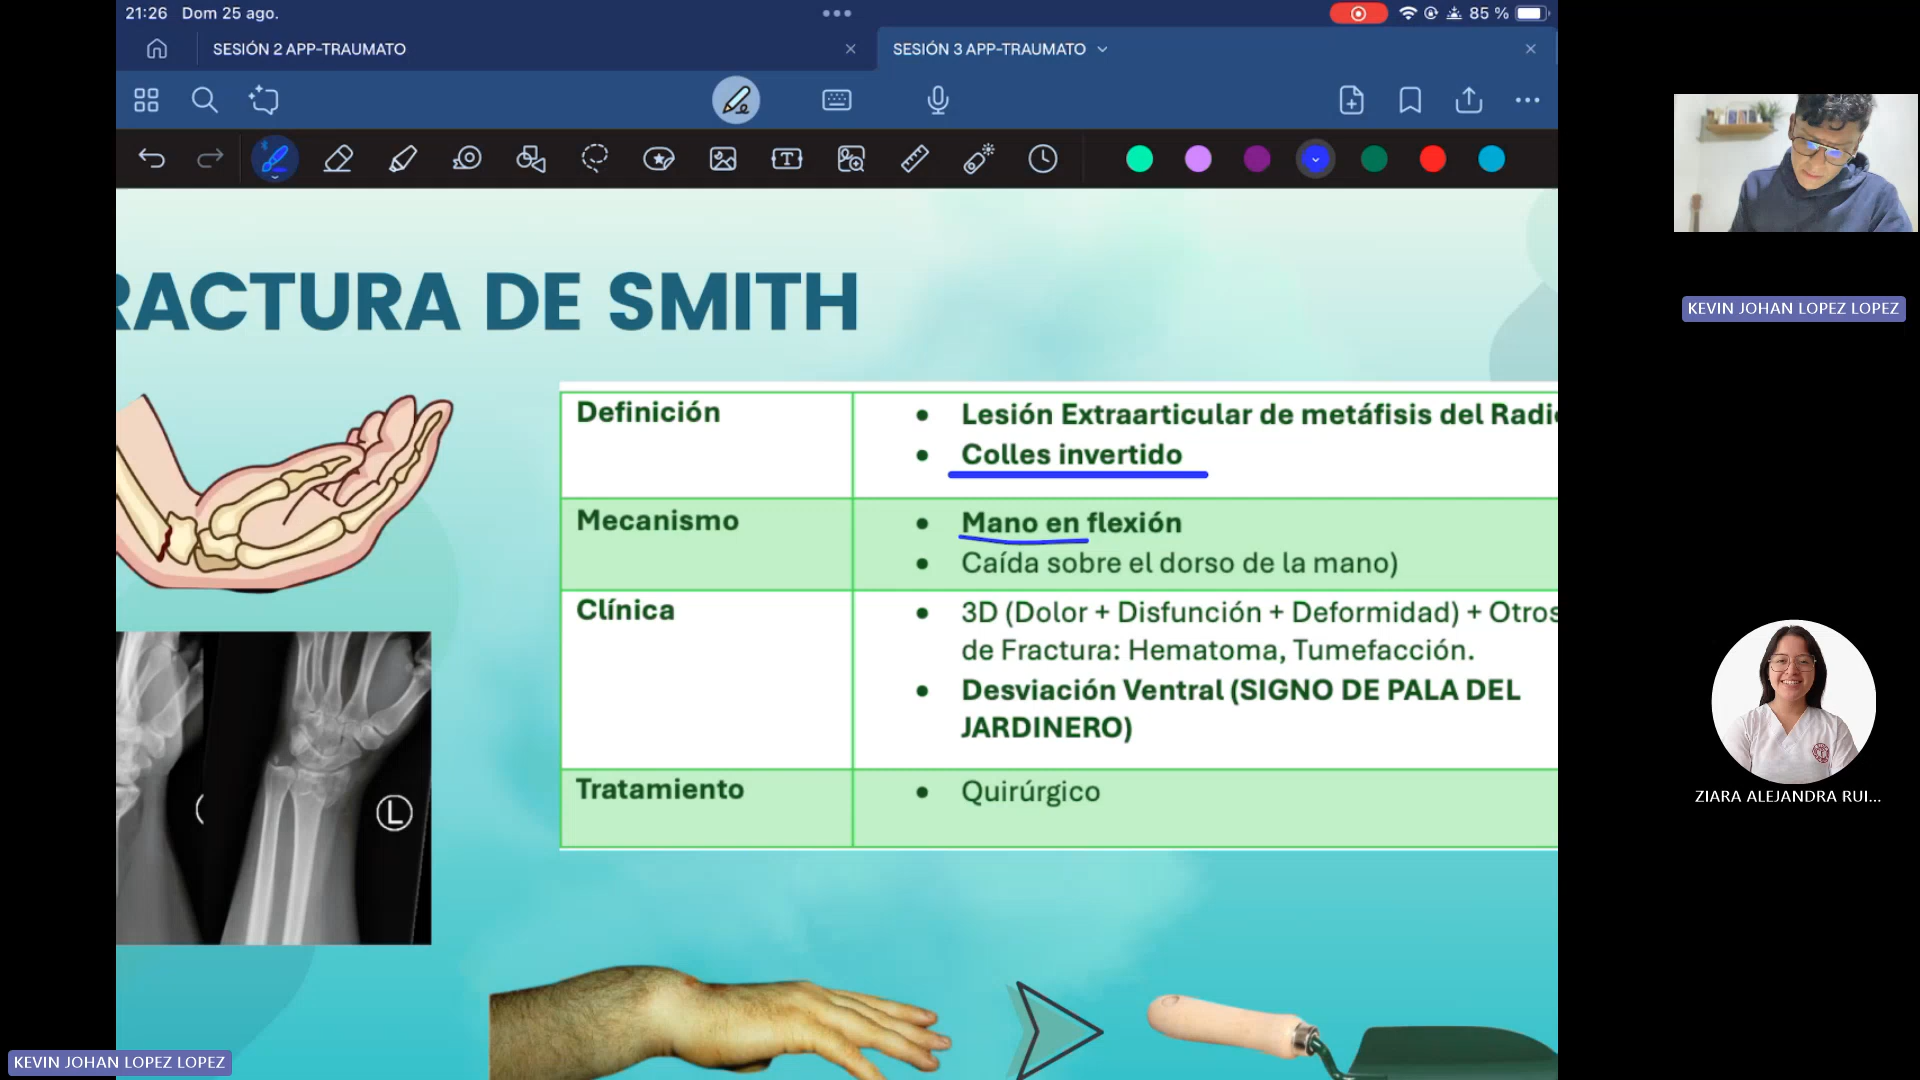 21:26 Dom 25 ago.
85 %
SESIÓN 2 APP-TRAUMATO
SESIÓN 3 APP-TRAUMATO
RACTURA DE SMITH
Definición
Lesión Extraarticular de metáfisis del Radi
Colles invertido
Mecanismo
Mano en flexión
Caída sobre el dorso de la mano)
Clínica
3D (Dolor + Disfunción + Deformidad) + Otros
de Fractura: Hematoma, Tumefacción.
Desviación Ventral (SIGNO DE PALA DEL
JARDINERO)
Tratamiento
Quirúrgico
L
KEVIN JOHAN LOPEZ LOPEZ
ZIARA ALEJANDRA RUI...
KEVIN JOHAN LOPEZ LOPEZ